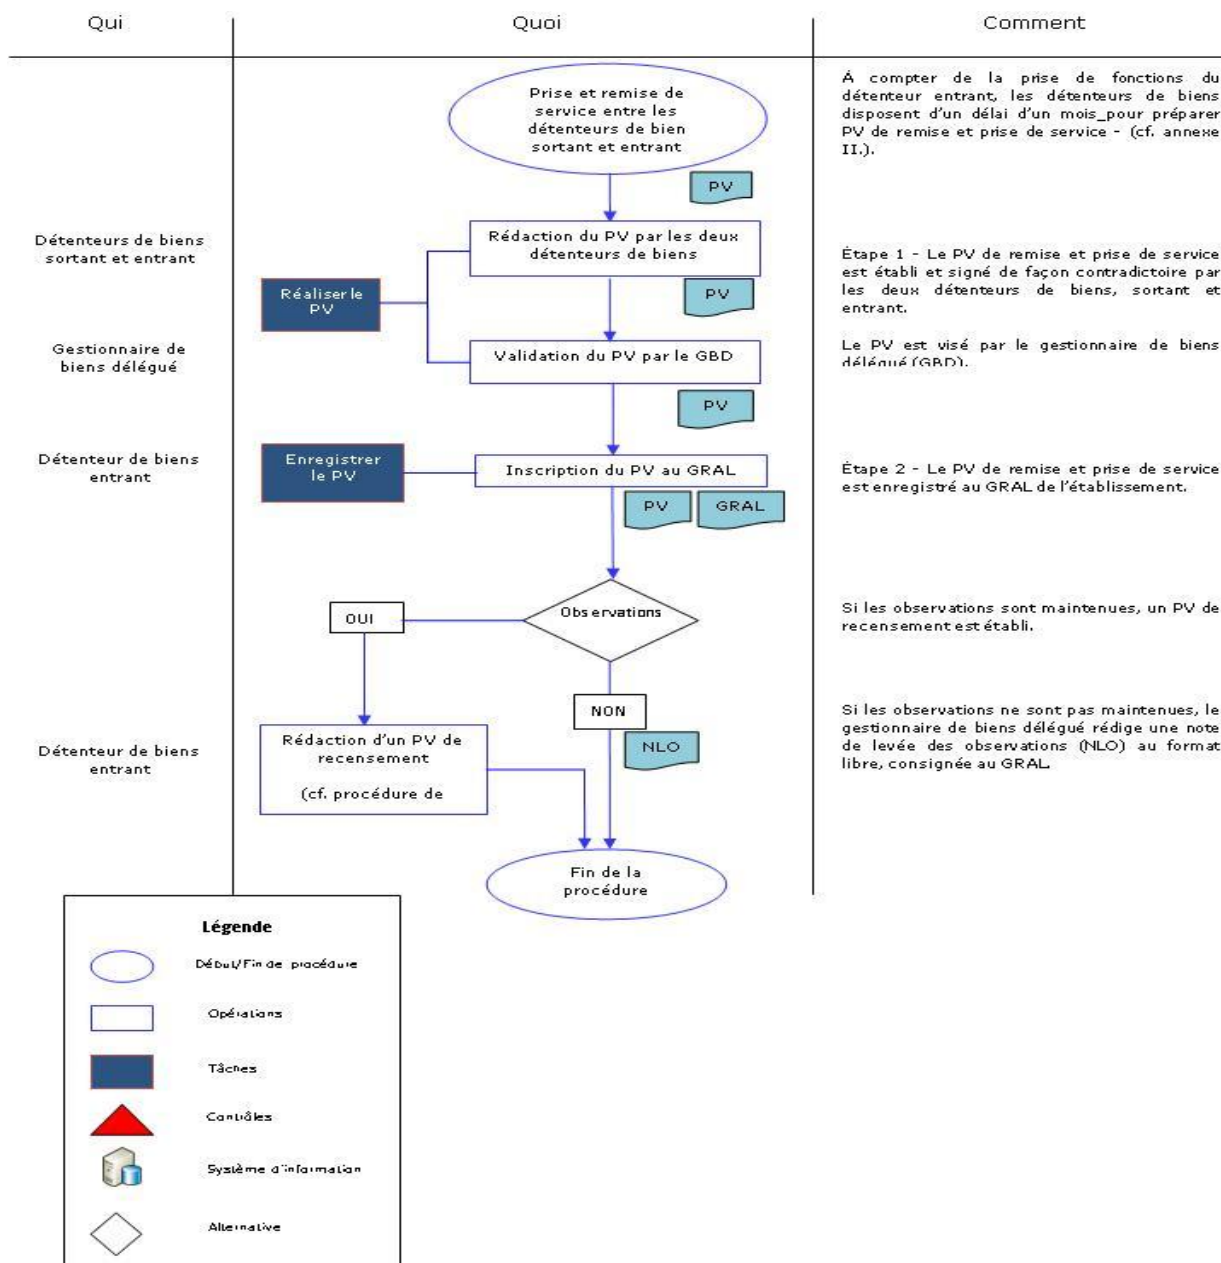 Qui
Quoi
Comment
Prise et remise de
service entre les
détenteurs de bien
sortant et entrant
Á compter de la prise de fonctions du
détenteur entrant, les détenteurs de biens
disposent d'un délai d'un mois_pour préparer
PV de remise et prise de service - (cf. annexe
II.).
PV
Détenteurs de biens
sortant et entrant
Rédaction du PV par les deux
détenteurs de biens
Étape 1 - Le PV de remise et prise de service
est établi et signé de façon contradictoire par
les deux détenteurs de biens, sortant et
entrant.
Réaliser le
PV
PV
Gestionnaire de
biens délégué
Validation du PV par le GBD
Le PV est visé par le gestionnaire de biens
délégué (GBD).
PV
Détenteur de biens
entrant
Enregistrer
le PV
Inscription du PV au GRAL
Étape 2 - Le PV de remise et prise de service
est enregistré au GRAL de l'établissement.
PV
GRAL
Observations
OUI
Si les observations sont maintenues, un PV de
recensement est établi.
NON
Si les observations ne sont pas maintenues, le
gestionnaire de biens délégué rédige une note
de levée des observations (NLO) au format
libre, consignée au GRAL.
Détenteur de biens
entrant
Rédaction d'un PV de
recensement
(cf. procédure de
NLO
Fin de la
procédure
Légende
Début/Fin de procédure
Opérations
Tâches
Contrôles
Système d'information
Alternative